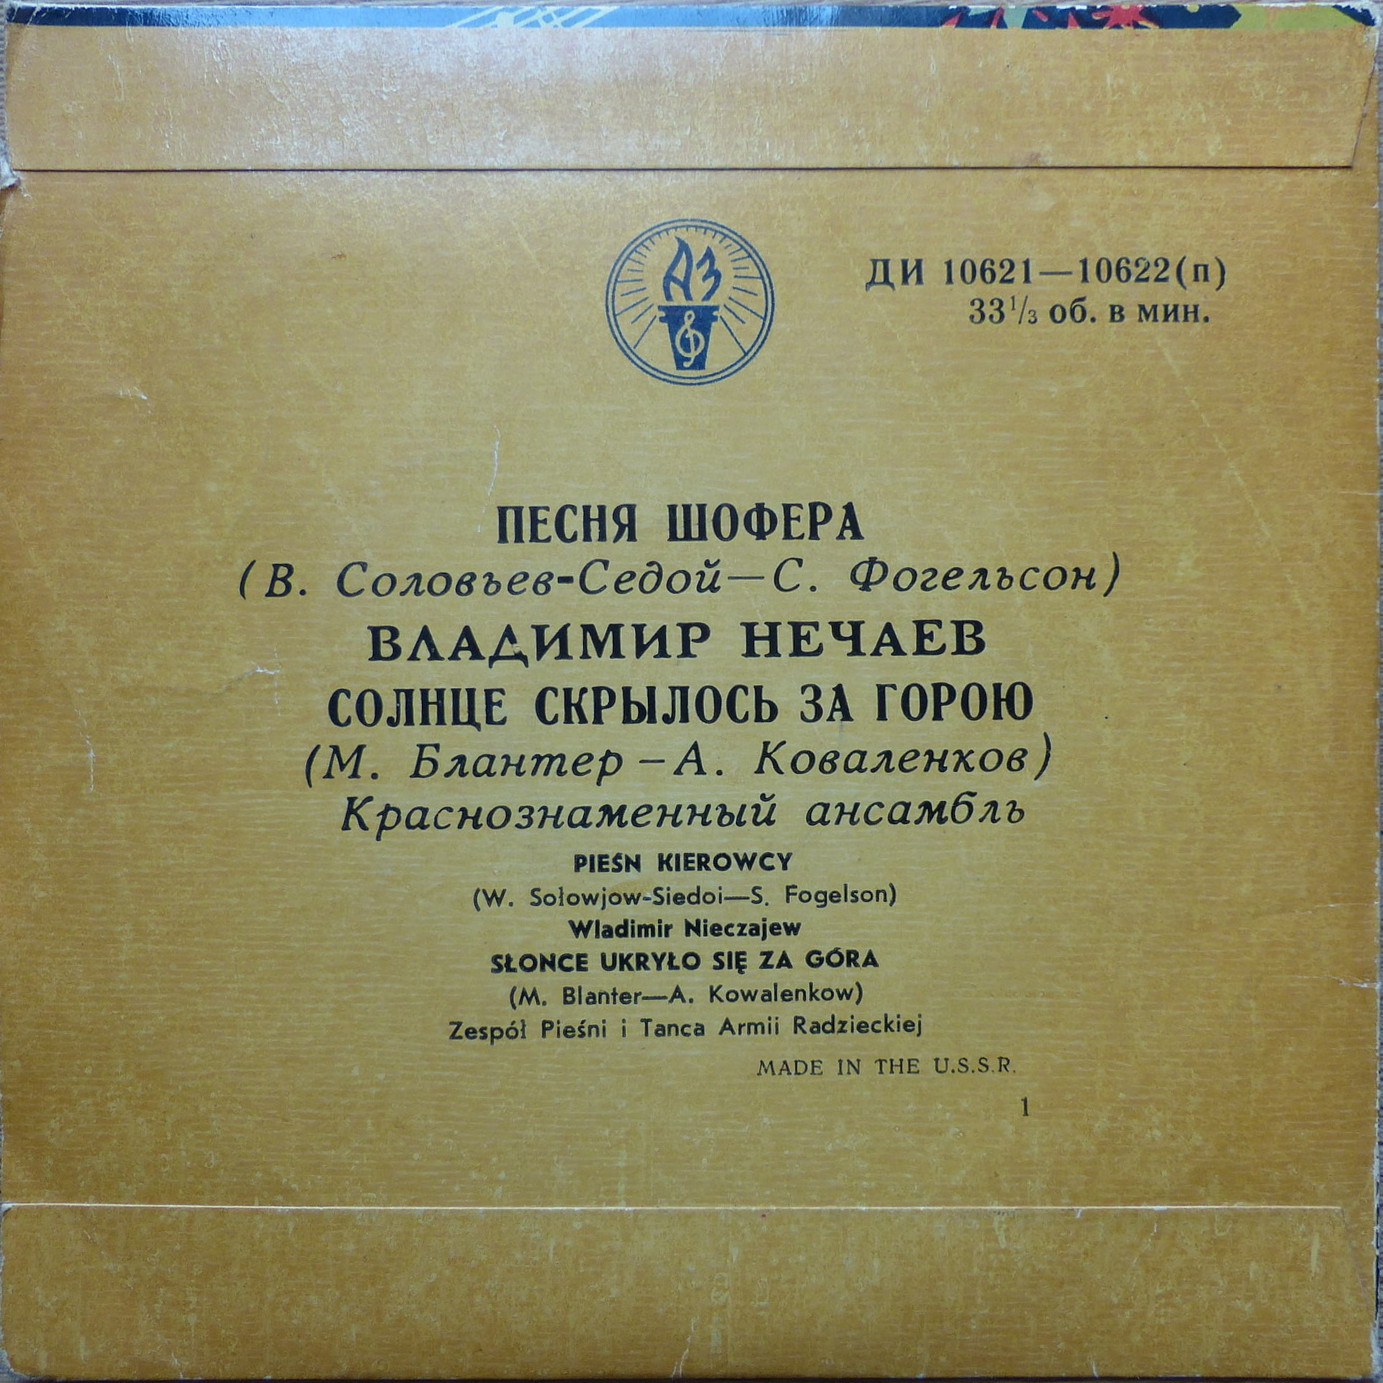 АЗ
ДИ 10621—10622(п)
33 1/3 об. в мин.
ПЕСНЯ ШОФЕРА
(В. Соловьев-Седой—С. Фогельсон)
ВЛАДИМИР НЕЧАЕВ
СОЛНЦЕ СКРЫЛОСЬ ЗА ГОРОЮ
(М. Блантер — А. Коваленков)
Краснознаменный ансамбль
PIEŚN KIEROWCY
(W. Sołowjow-Siedoi—S. Fogelson)
Wladimir Nieczajew
SŁONCE UKRYŁO SIĘ ZA GÓRA
(M. Blanter—A. Kowalenkow)
Zespół Pieśni i Tanca Armii Radzieckiej
MADE IN THE U.S.S.R.
1